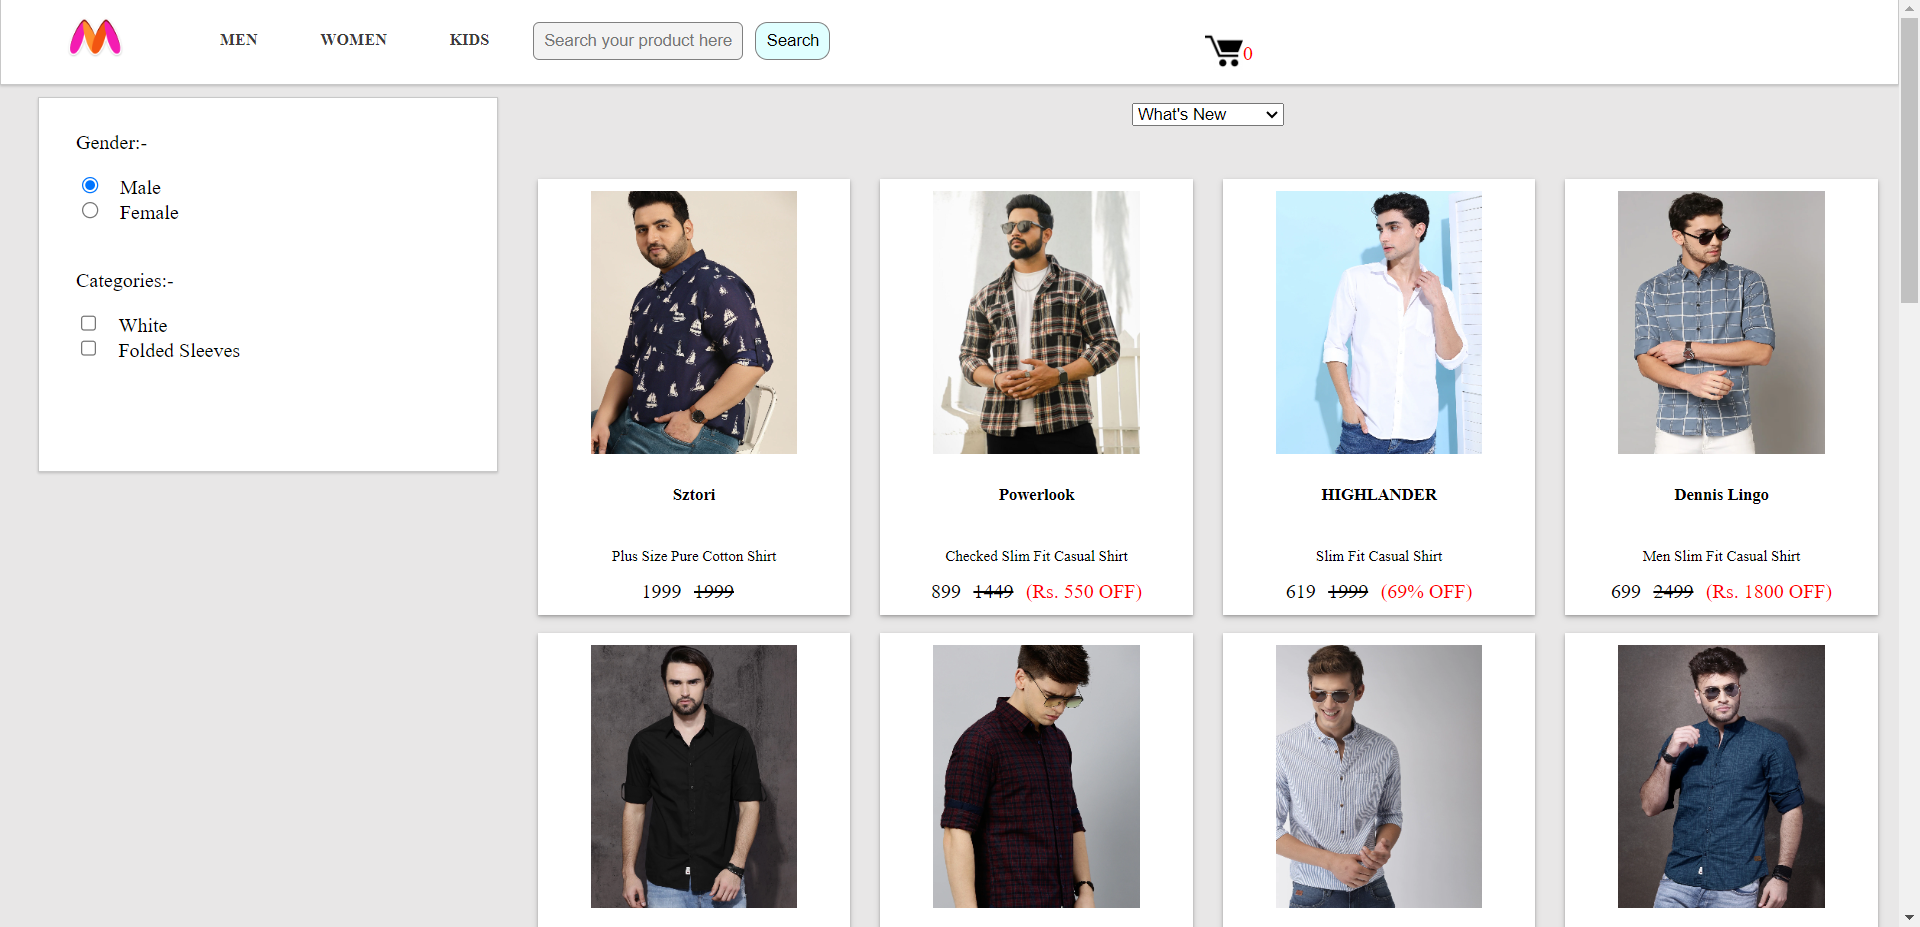 MEN WOMEN KIDS Search your product here Search 0
What's New
Gender:-
Male
Female
Categories:-
White
Folded Sleeves
Sztori
Plus Size Pure Cotton Shirt
1999 1999
Powerlook
Checked Slim Fit Casual Shirt
899 1449 (Rs. 550 OFF)
HIGHLANDER
Slim Fit Casual Shirt
619 1999 (69% OFF)
Dennis Lingo
Men Slim Fit Casual Shirt
699 2499 (Rs. 1800 OFF)